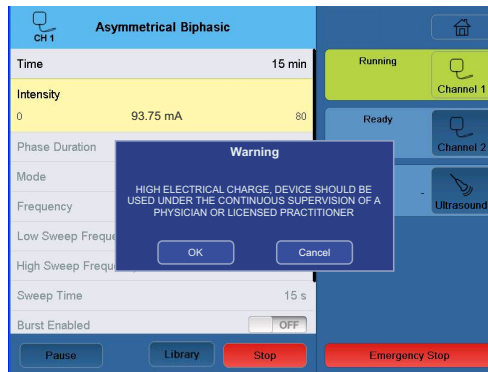 CH 1
Asymmetrical Biphasic
Time 15 min
Intensity
0 93.75 mA 80
Phase Duration
Mode
Frequency
Low Sweep Freque
High Sweep Frequ
Sweep Time 15 s
Burst Enabled OFF
Pause Library Stop
Warning
HIGH ELECTRICAL CHARGE, DEVICE SHOULD BE
USED UNDER THE CONTINUOUS SUPERVISION OF A
PHYSICIAN OR LICENSED PRACTITIONER
OK Cancel
Running
Channel 1
Ready
Channel 2
-
Ultrasound
Emergency Stop